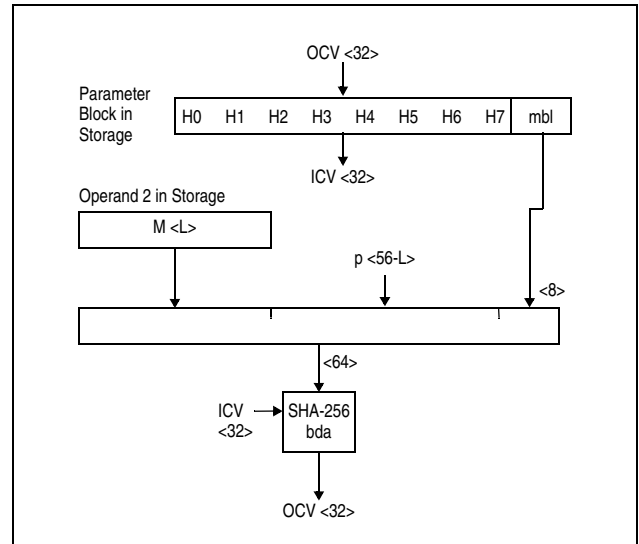 OCV <32>
Parameter
Block in
Storage
H0 H1 H2 H3 H4 H5 H6 H7 mbl
ICV <32>
Operand 2 in Storage
M <L>
p <56-L>
<8>
<64>
ICV
<32>
SHA-256
bda
OCV <32>